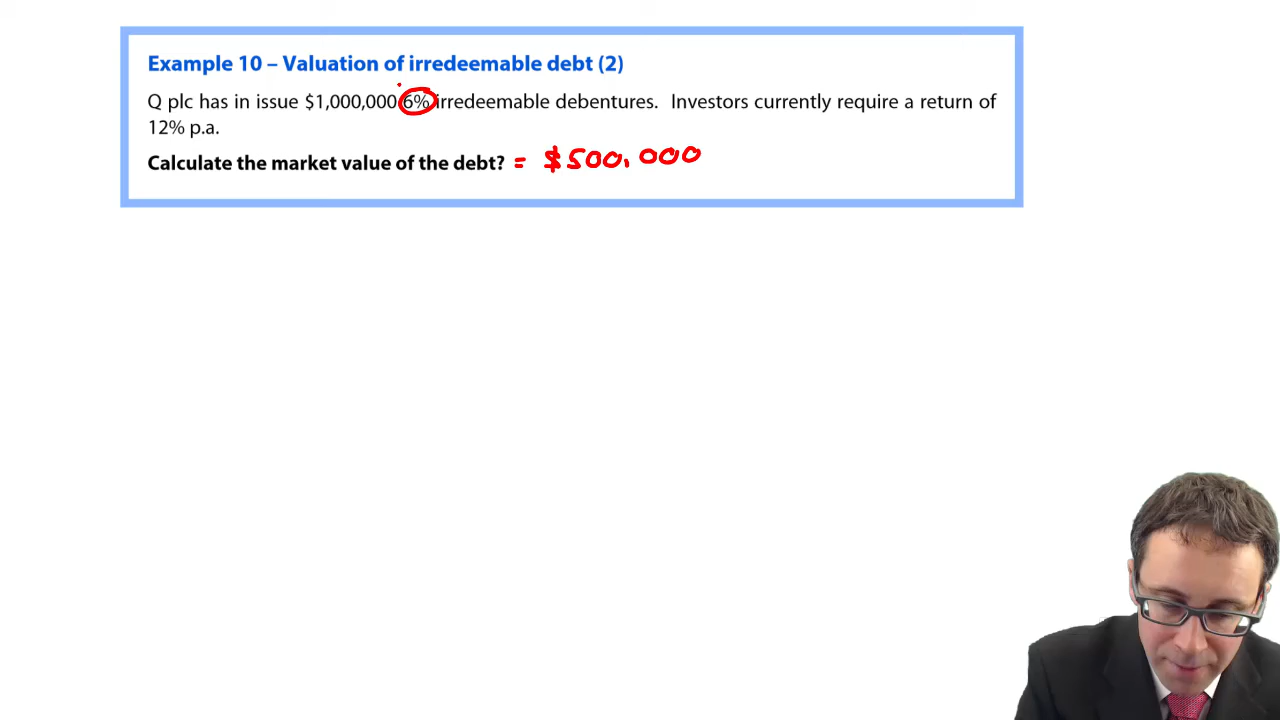 Example 10 – Valuation of irredeemable debt (2)
Q plc has in issue $1,000,000 6% irredeemable debentures. Investors currently require a return of
12% p.a.
Calculate the market value of the debt? = $500,000